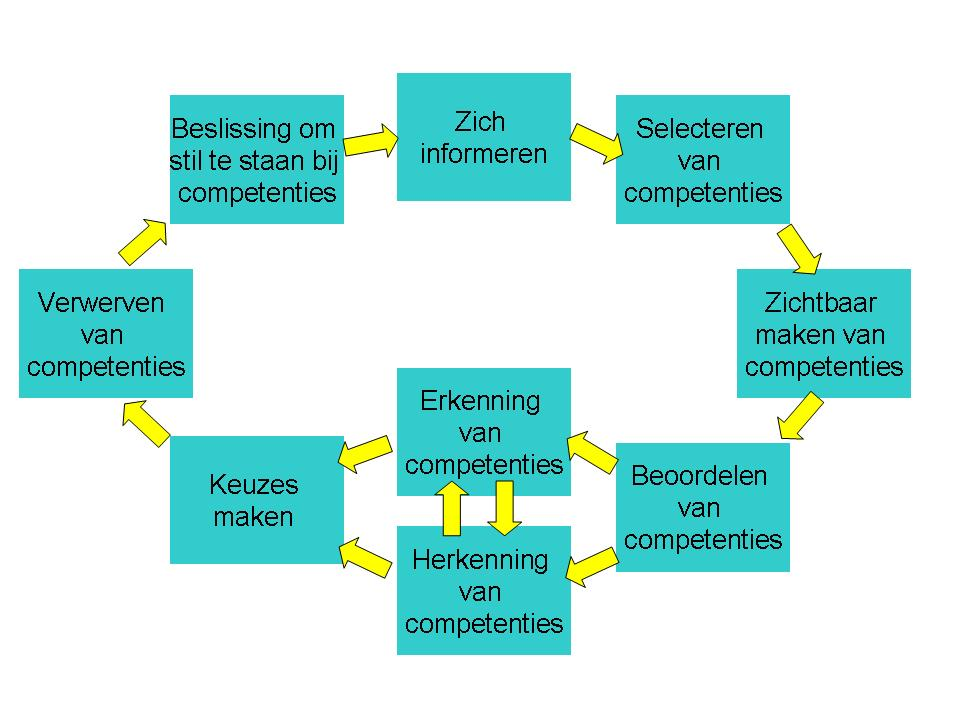 Beslissing om
stil te staan bij
competenties
Zich
informeren
Selecteren
van
competenties
Zichtbaar
maken van
competenties
Beoordelen
van
competenties
Erkenning
van
competenties
Herkenning
van
competenties
Keuzes
maken
Verwerven
van
competenties